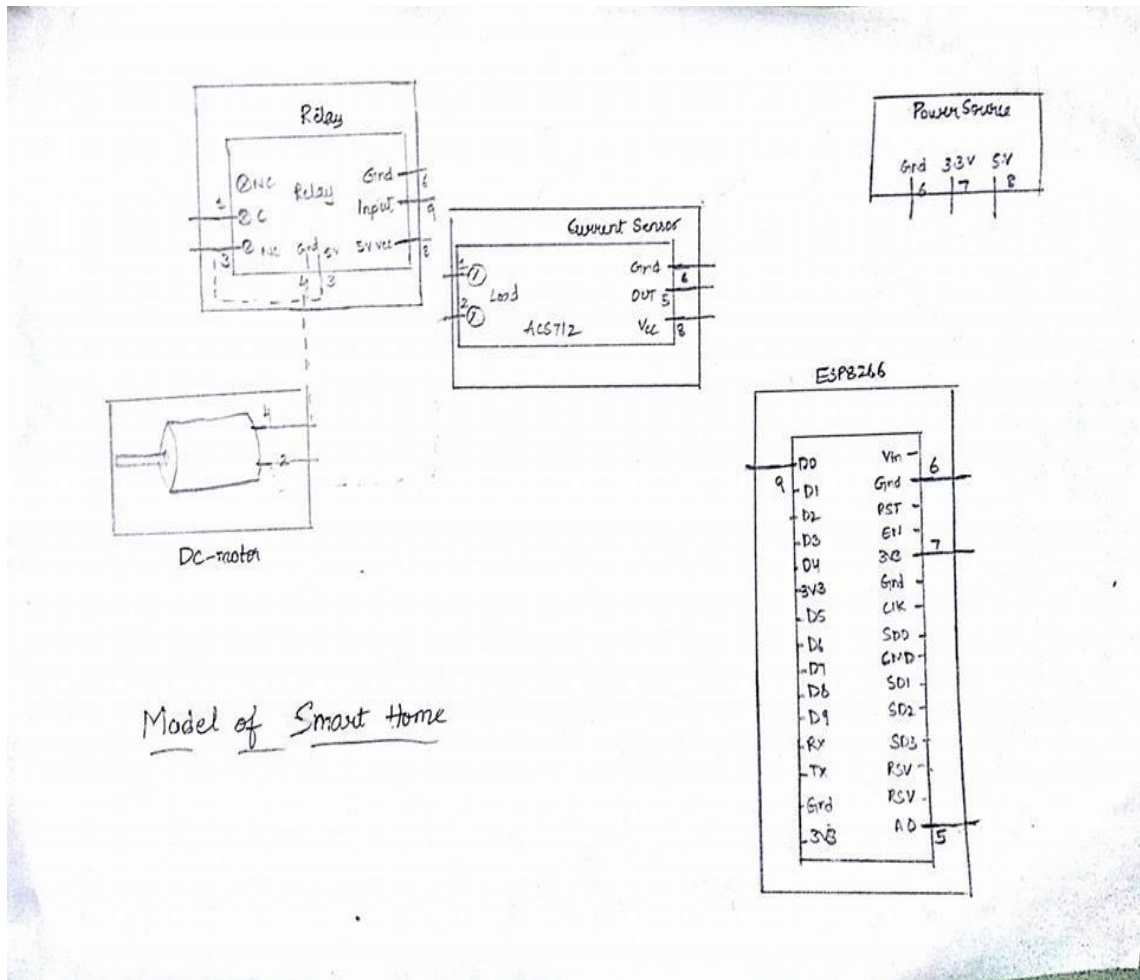 Relay
NC
Relay
Grd
6
1
C
Input
9
3
NC
Grd
5V
5V Vcc
8
4
3
Power Source
Grd 3.3V 5V
6 7 8
Current Sensor
1
Load
2
ACS712
Grd
6
OUT
5
Vcc
8
4
2
DC-motor
ESP8266
D0
9
D1
D2
D3
D4
3V3
D5
D6
D7
D8
D9
RX
TX
Grd
3V3
Vin
Grd
6
RST
EN
3V3
7
Grd
CLK
SD0
GND
SD1
SD2
SD3
RSV
RSV
A0
5
Model of Smart Home